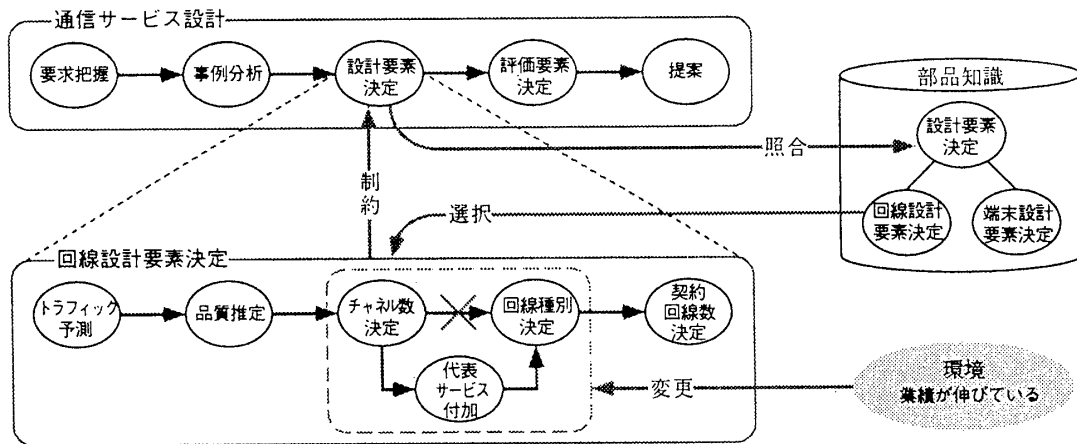 通信サービス設計
要求把握
事例分析
設計要素
決定
評価要素
決定
提案
部品知識
設計要素
決定
回線設計
要素決定
端末設計
要素決定
照合
制約
選択
回線設計要素決定
トラフィック
予測
品質推定
チャネル数
決定
回線種別
決定
契約
回線数
決定
代表
サービス
付加
変更
環境
業績が伸びている